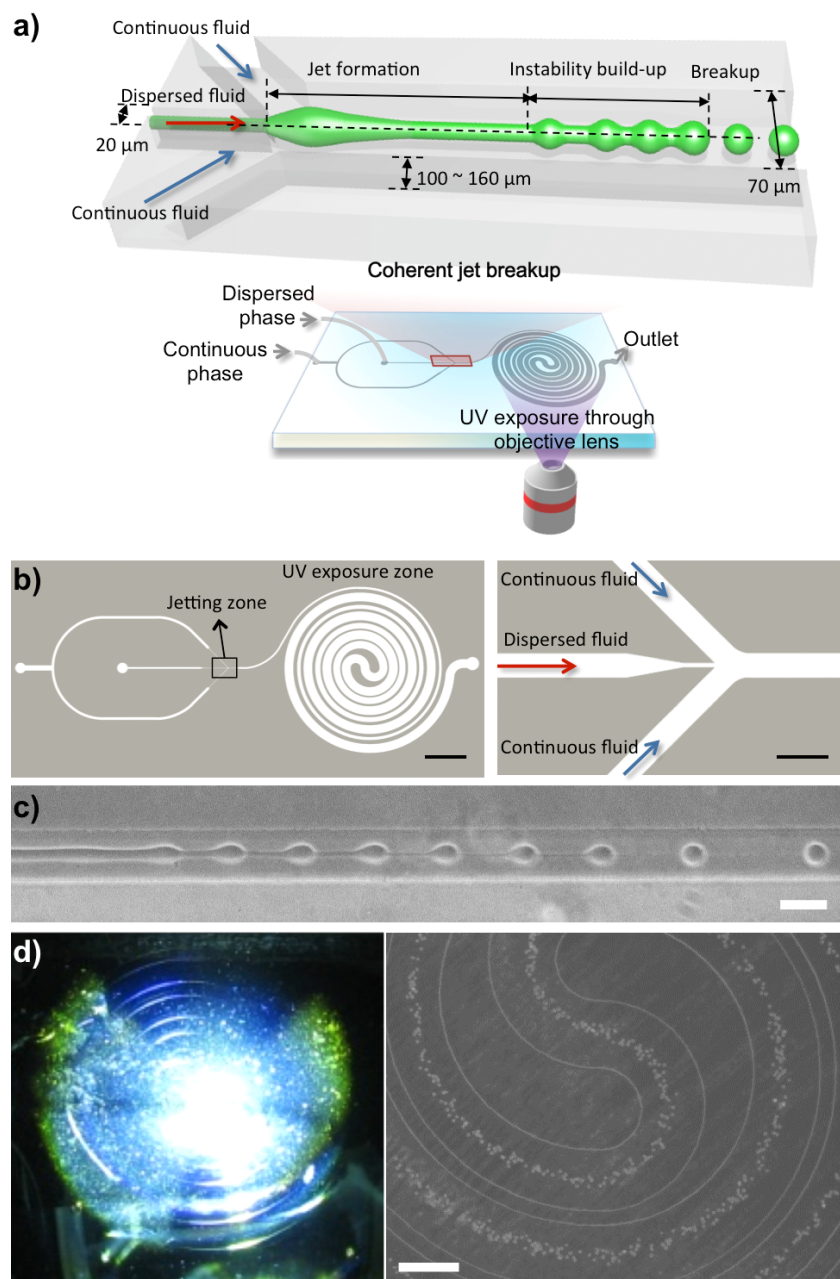 a)
Continuous fluid
Jet formation
Instability build-up
Breakup
Dispersed fluid
20 μm
Continuous fluid
100 ~ 160 μm
70 μm
Coherent jet breakup
Dispersed
phase
Continuous
phase
Outlet
UV exposure through
objective lens
b)
UV exposure zone
Jetting zone
Continuous fluid
Dispersed fluid
Continuous fluid
c)
d)